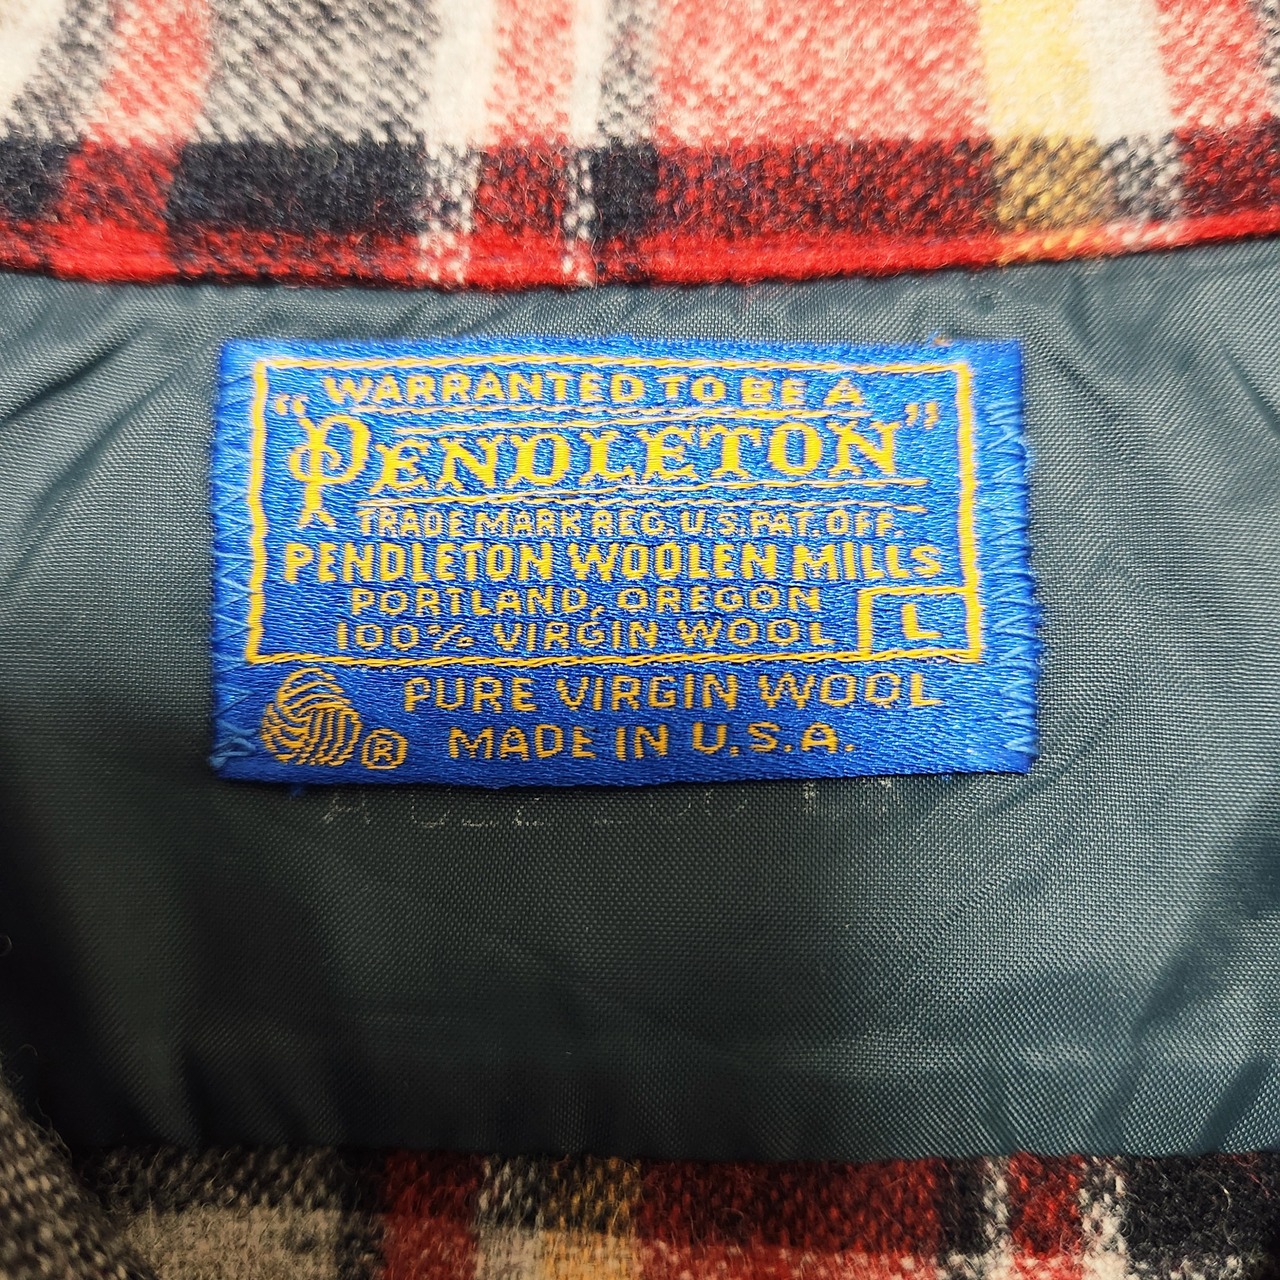 WARRANTED TO BE A
"PENDLETON"
TRADE MARK REG. U.S. PAT. OFF.
PENDLETON WOOLEN MILLS
PORTLAND, OREGON
100% VIRGIN WOOL
L
PURE VIRGIN WOOL
® MADE IN U.S.A.